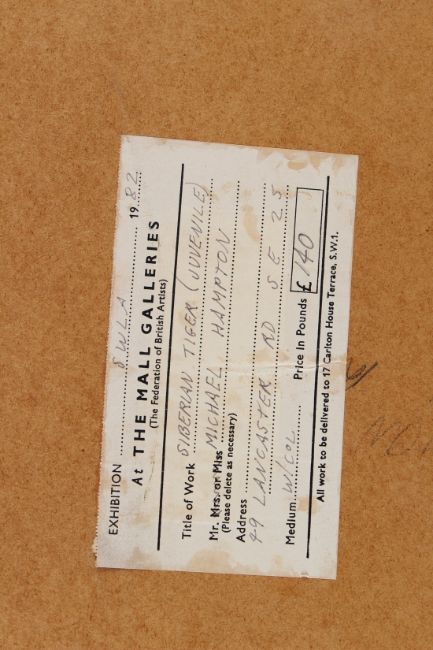 EXHIBITION SWLA 1982
At THE MALL GALLERIES
(The Federation of British Artists)
Title of Work SIBERIAN TIGER (JUVENILE)
Mr. Mrs. or Miss MICHAEL HAMPTON
(Please delete as necessary)
Address
49 LANCASTER RD SE 25
Medium W/COL Price in Pounds £ 140
All work to be delivered to 17 Carlton House Terrace, S.W.1.